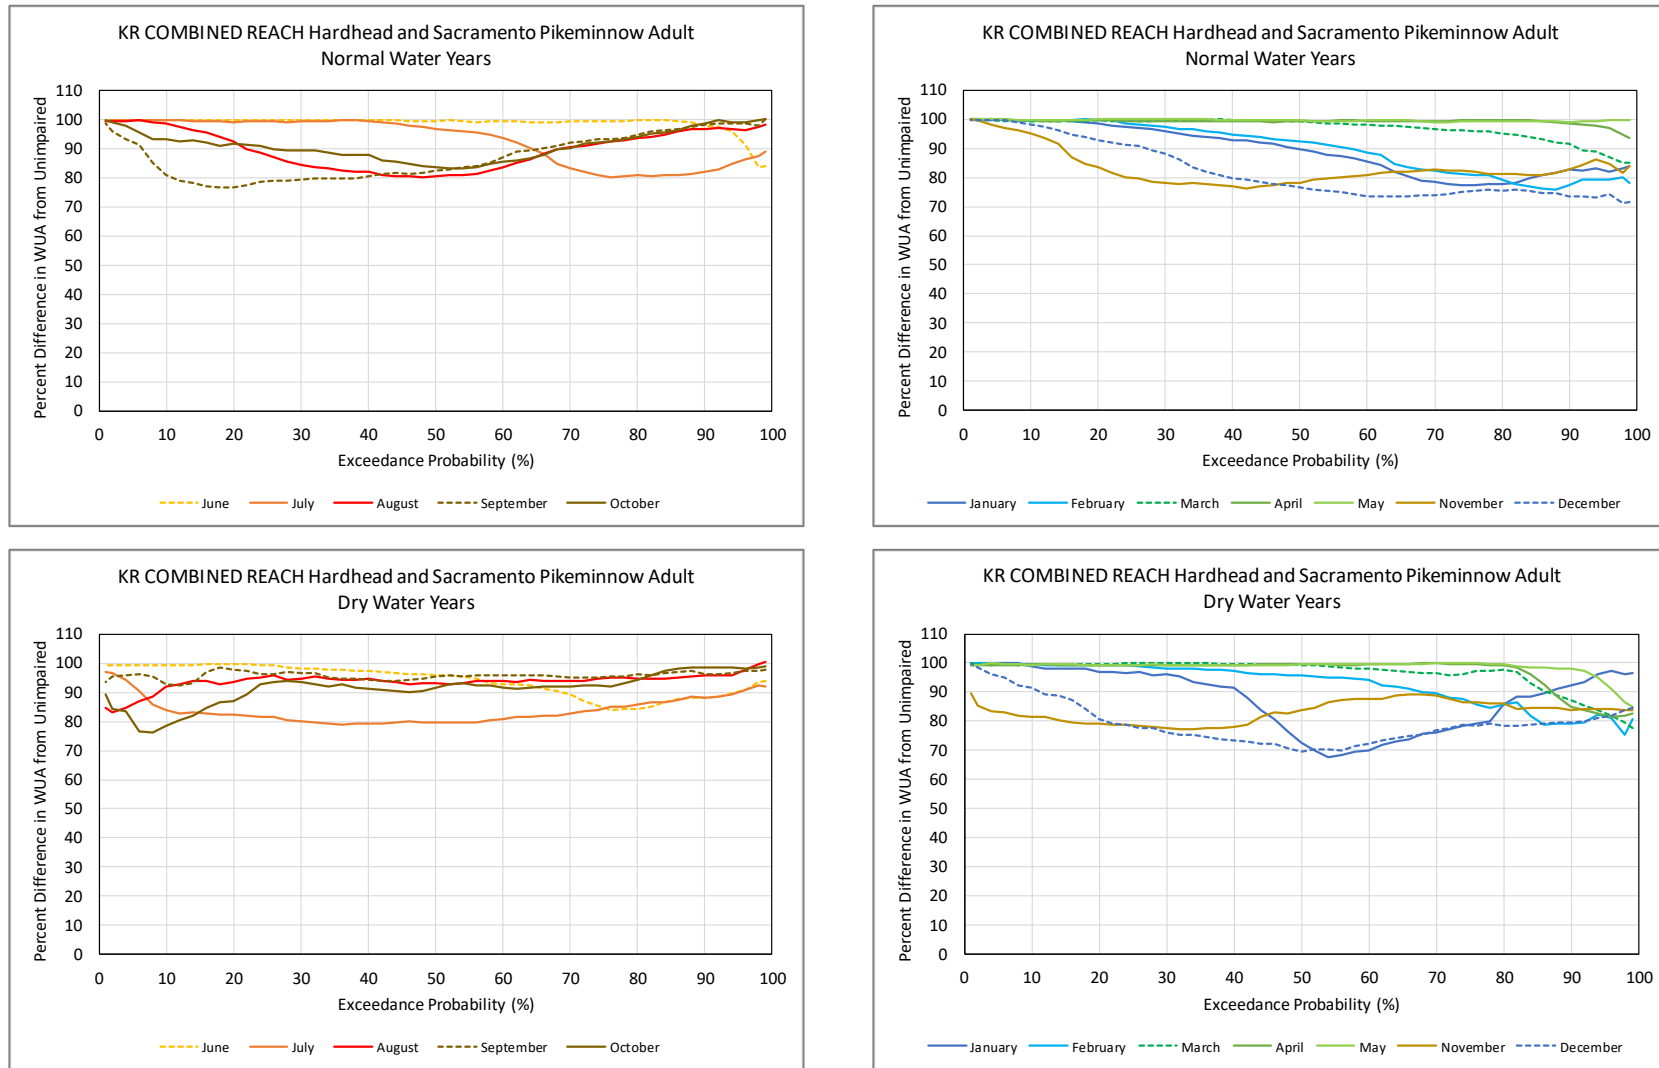 KR COMBINED REACH Hardhead and Sacramento Pikeminnow Adult
Normal Water Years
Percent Difference in WUA from Unimpaired
110
100
90
80
70
60
50
40
30
20
10
0
0 10 20 30 40 50 60 70 80 90 100
Exceedance Probability (%)
June July August September October
KR COMBINED REACH Hardhead and Sacramento Pikeminnow Adult
Normal Water Years
Percent Difference in WUA from Unimpaired
110
100
90
80
70
60
50
40
30
20
10
0
0 10 20 30 40 50 60 70 80 90 100
Exceedance Probability (%)
January February March April May November December
KR COMBINED REACH Hardhead and Sacramento Pikeminnow Adult
Dry Water Years
Percent Difference in WUA from Unimpaired
110
100
90
80
70
60
50
40
30
20
10
0
0 10 20 30 40 50 60 70 80 90 100
Exceedance Probability (%)
June July August September October
KR COMBINED REACH Hardhead and Sacramento Pikeminnow Adult
Dry Water Years
Percent Difference in WUA from Unimpaired
110
100
90
80
70
60
50
40
30
20
10
0
0 10 20 30 40 50 60 70 80 90 100
Exceedance Probability (%)
January February March April May November December